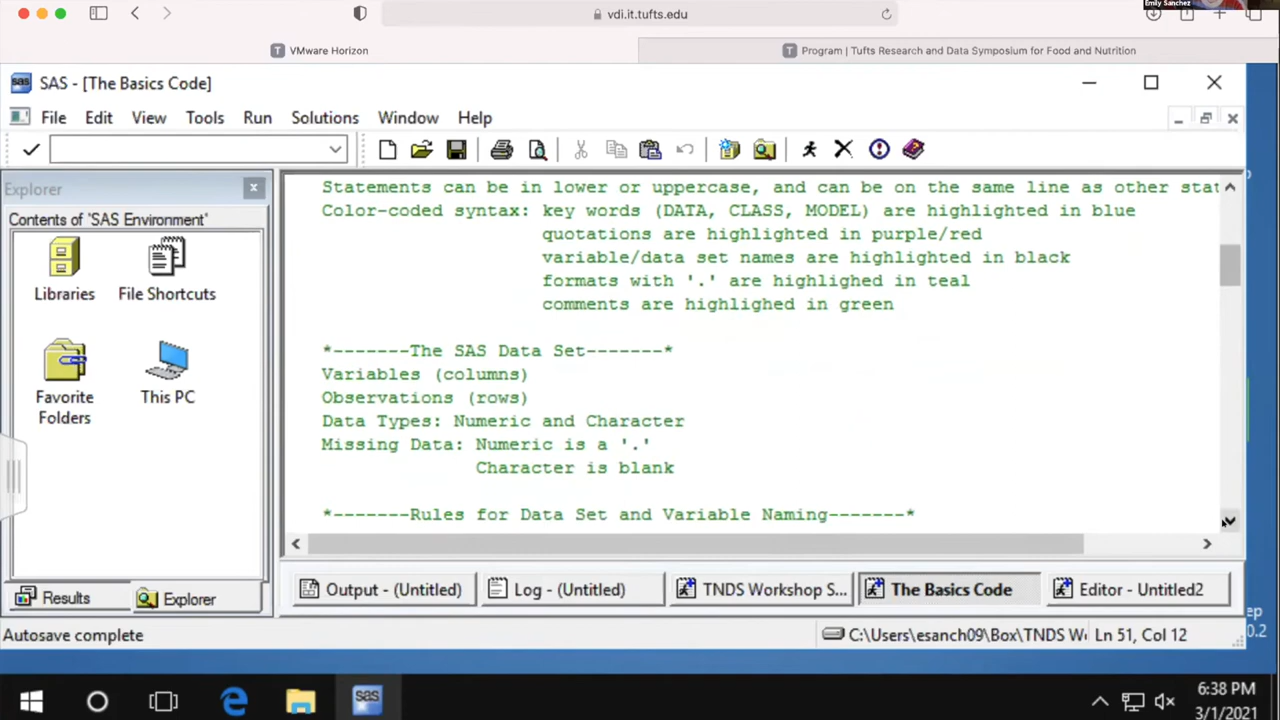 Emily Sanchez
vdi.it.tufts.edu
VMware Horizon
Program | Tufts Research and Data Symposium for Food and Nutrition
SAS - [The Basics Code]
File Edit View Tools Run Solutions Window Help
Explorer
Contents of 'SAS Environment'
Libraries
File Shortcuts
Favorite
Folders
This PC
Statements can be in lower or uppercase, and can be on the same line as other stat
Color-coded syntax: key words (DATA, CLASS, MODEL) are highlighted in blue
quotations are highlighted in purple/red
variable/data set names are highlighted in black
formats with '.' are highlighed in teal
comments are highlighed in green
*-------The SAS Data Set-------*
Variables (columns)
Observations (rows)
Data Types: Numeric and Character
Missing Data: Numeric is a '.'
Character is blank
*-------Rules for Data Set and Variable Naming-------*
Results
Explorer
Output - (Untitled)
Log - (Untitled)
TNDS Workshop S...
The Basics Code
Editor - Untitled2
Autosave complete
C:\Users\esanch09\Box\TNDS W
Ln 51, Col 12
ep
0.2
sas
6:38 PM
3/1/2021